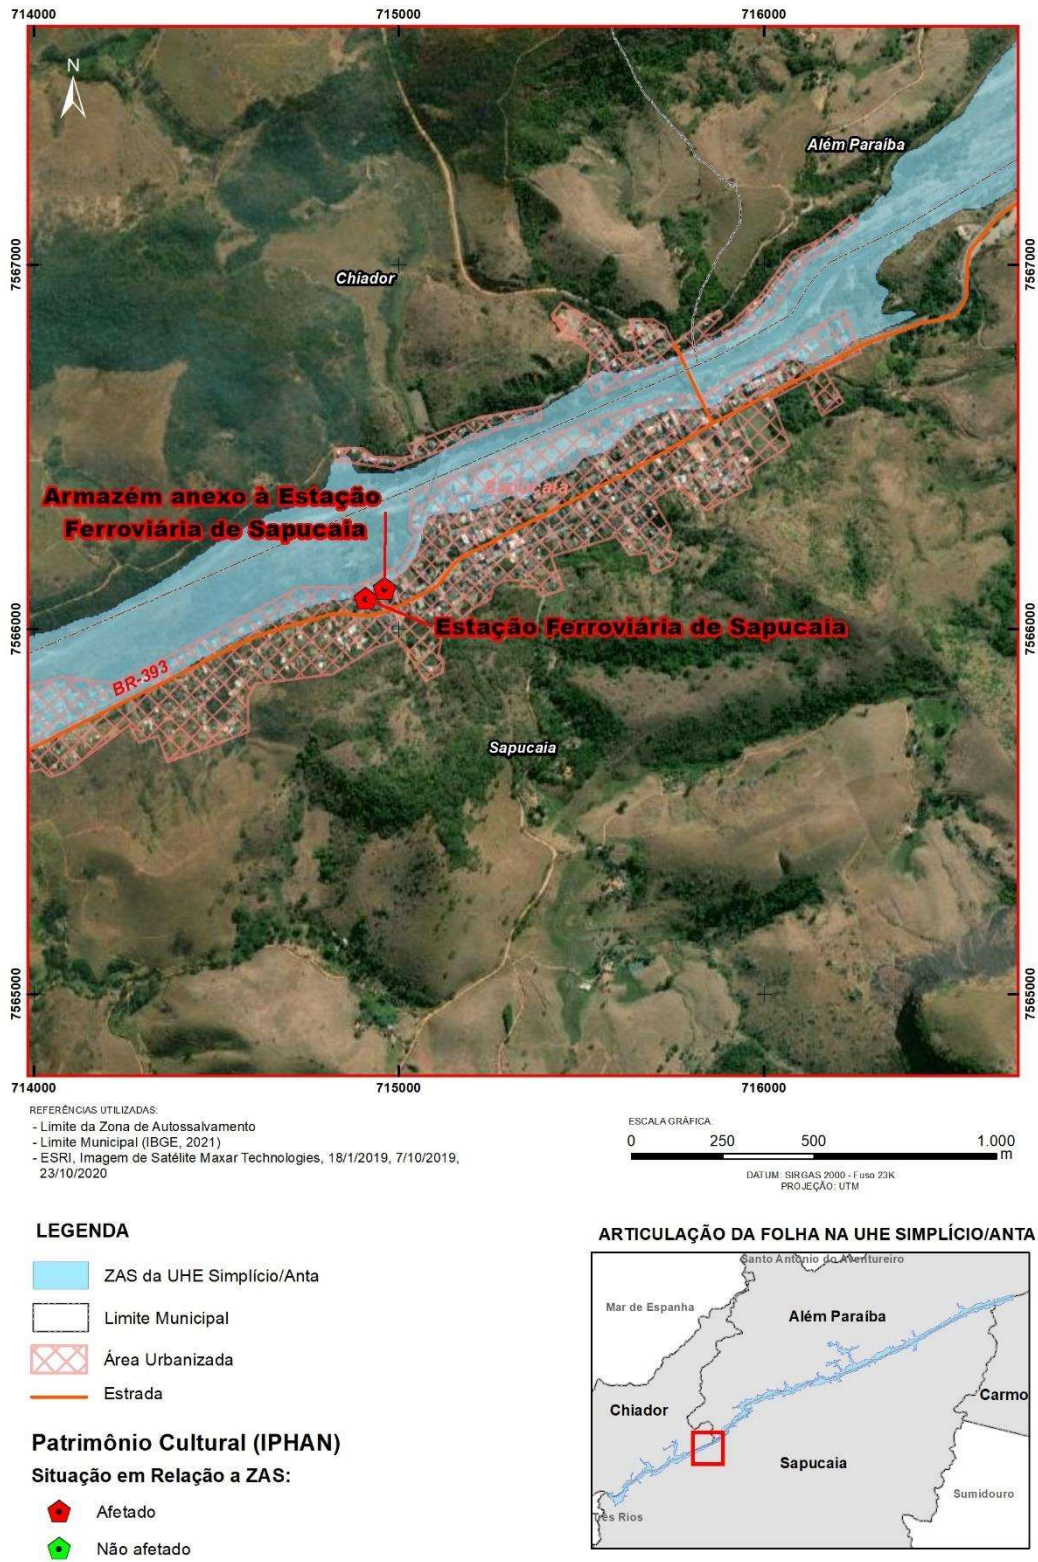 714000 715000 716000
N
Além Paraíba
7567000 7567000
Chiador
Sapucaia
Armazém anexo à Estação
Ferroviária de Sapucaia
Estação Ferroviária de Sapucaia
7566000 7566000
BR-393
Sapucaia
7565000 7565000
714000 715000 716000
REFERÊNCIAS UTILIZADAS:
- Limite da Zona de Autossalvamento
- Limite Municipal (IBGE, 2021)
- ESRI, Imagem de Satélite Maxar Technologies, 18/1/2019, 7/10/2019,
23/10/2020
ESCALA GRÁFICA:
0 250 500 1.000
m
DATUM: SIRGAS 2000 - Fuso 23K
PROJEÇÃO: UTM
LEGENDA
ZAS da UHE Simplício/Anta
Limite Municipal
Área Urbanizada
Estrada
Patrimônio Cultural (IPHAN)
Situação em Relação a ZAS:
Afetado
Não afetado
ARTICULAÇÃO DA FOLHA NA UHE SIMPLÍCIO/ANTA
Santo Antônio do Aventureiro
Mar de Espanha
Além Paraíba
Carmo
Chiador
Sapucaia
Sumidouro
Três Rios